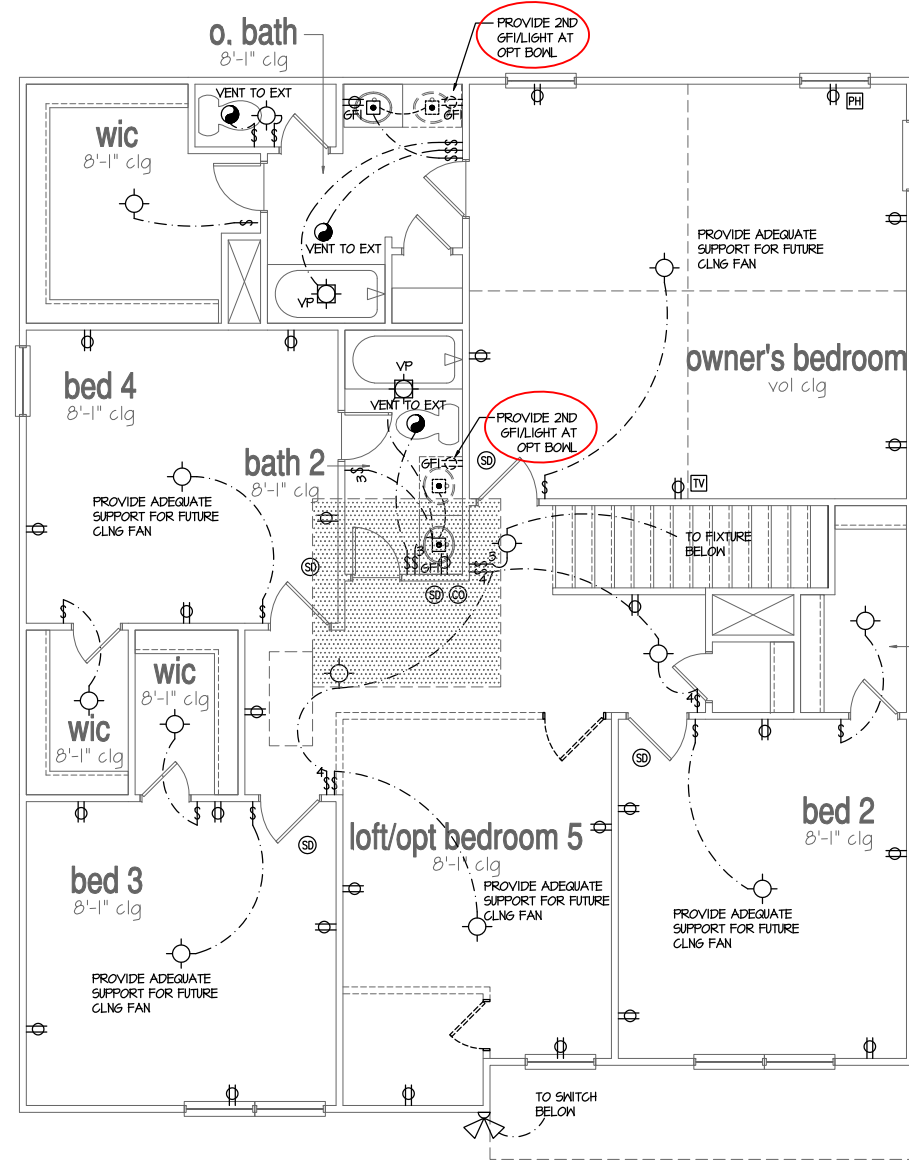 o. bath
8'-1" clg
PROVIDE 2ND
GFI/LIGHT AT
OPT BOWL
VENT TO EXT
GFI
GFI
PH
wic
8'-1" clg
$
$
$
$
$
$
$
VENT TO EXT
VP
PROVIDE ADEQUATE
SUPPORT FOR FUTURE
CLNG FAN
owner's bedroom
vol clg
bed 4
8'-1" clg
VP
VENT TO EXT
PROVIDE 2ND
GFI/LIGHT AT
OPT BOWL
bath 2
8'-1" clg
3$
GFI
SD
$
TV
PROVIDE ADEQUATE
SUPPORT FOR FUTURE
CLNG FAN
TO FIXTURE
BELOW
$$
3
GFI
3
$
$
4
SD
SD
CO
$
$
wic
8'-1" clg
wic
8'-1" clg
4$
$
$
SD
4
$$
$
$
bed 3
8'-1" clg
SD
loft/opt bedroom 5
8'-1" clg
bed 2
8'-1" clg
PROVIDE ADEQUATE
SUPPORT FOR FUTURE
CLNG FAN
PROVIDE ADEQUATE
SUPPORT FOR FUTURE
CLNG FAN
PROVIDE ADEQUATE
SUPPORT FOR FUTURE
CLNG FAN
TO SWITCH
BELOW